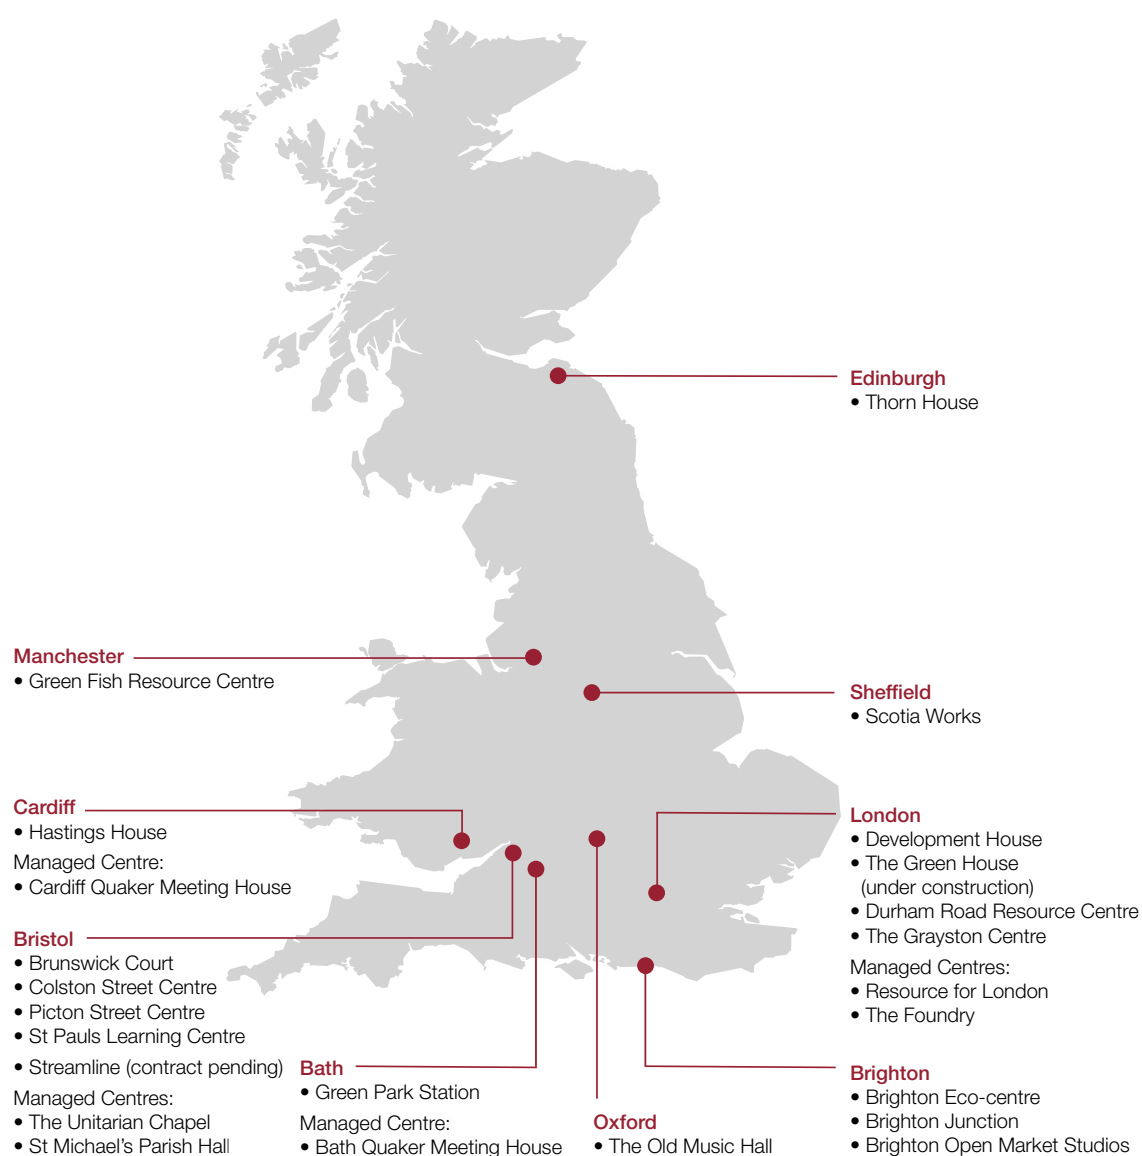 Edinburgh
• Thorn House
Manchester
• Green Fish Resource Centre
Sheffield
• Scotia Works
Cardiff
• Hastings House
Managed Centre:
• Cardiff Quaker Meeting House
London
• Development House
• The Green House
(under construction)
• Durham Road Resource Centre
• The Grayston Centre
Managed Centres:
• Resource for London
• The Foundry
Bristol
• Brunswick Court
• Colston Street Centre
• Picton Street Centre
• St Pauls Learning Centre
• Streamline (contract pending)
Managed Centres:
• The Unitarian Chapel
• St Michael's Parish Hall
Bath
• Green Park Station
Managed Centre:
• Bath Quaker Meeting House
Oxford
• The Old Music Hall
Brighton
• Brighton Eco-centre
• Brighton Junction
• Brighton Open Market Studios